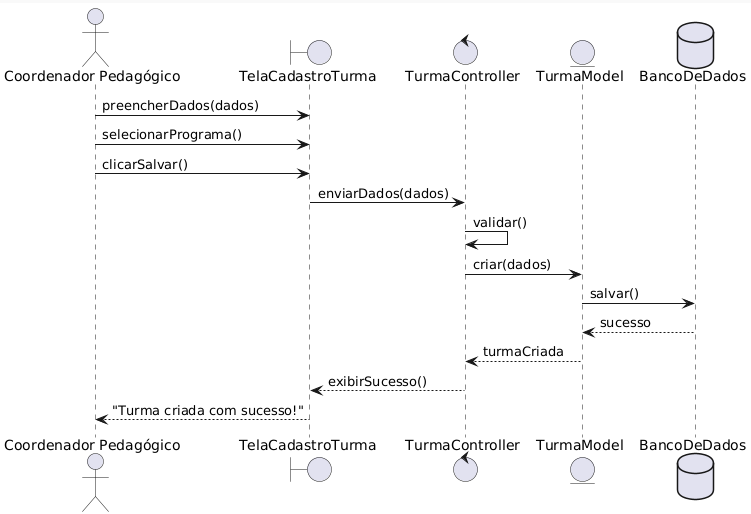 Coordenador Pedagógico TelaCadastroTurma TurmaController TurmaModel BancoDeDados
preencherDados(dados)
selecionarPrograma()
clicarSalvar()
enviarDados(dados)
validar()
criar(dados)
salvar()
sucesso
turmaCriada
exibirSucesso()
"Turma criada com sucesso!"
Coordenador Pedagógico TelaCadastroTurma TurmaController TurmaModel BancoDeDados